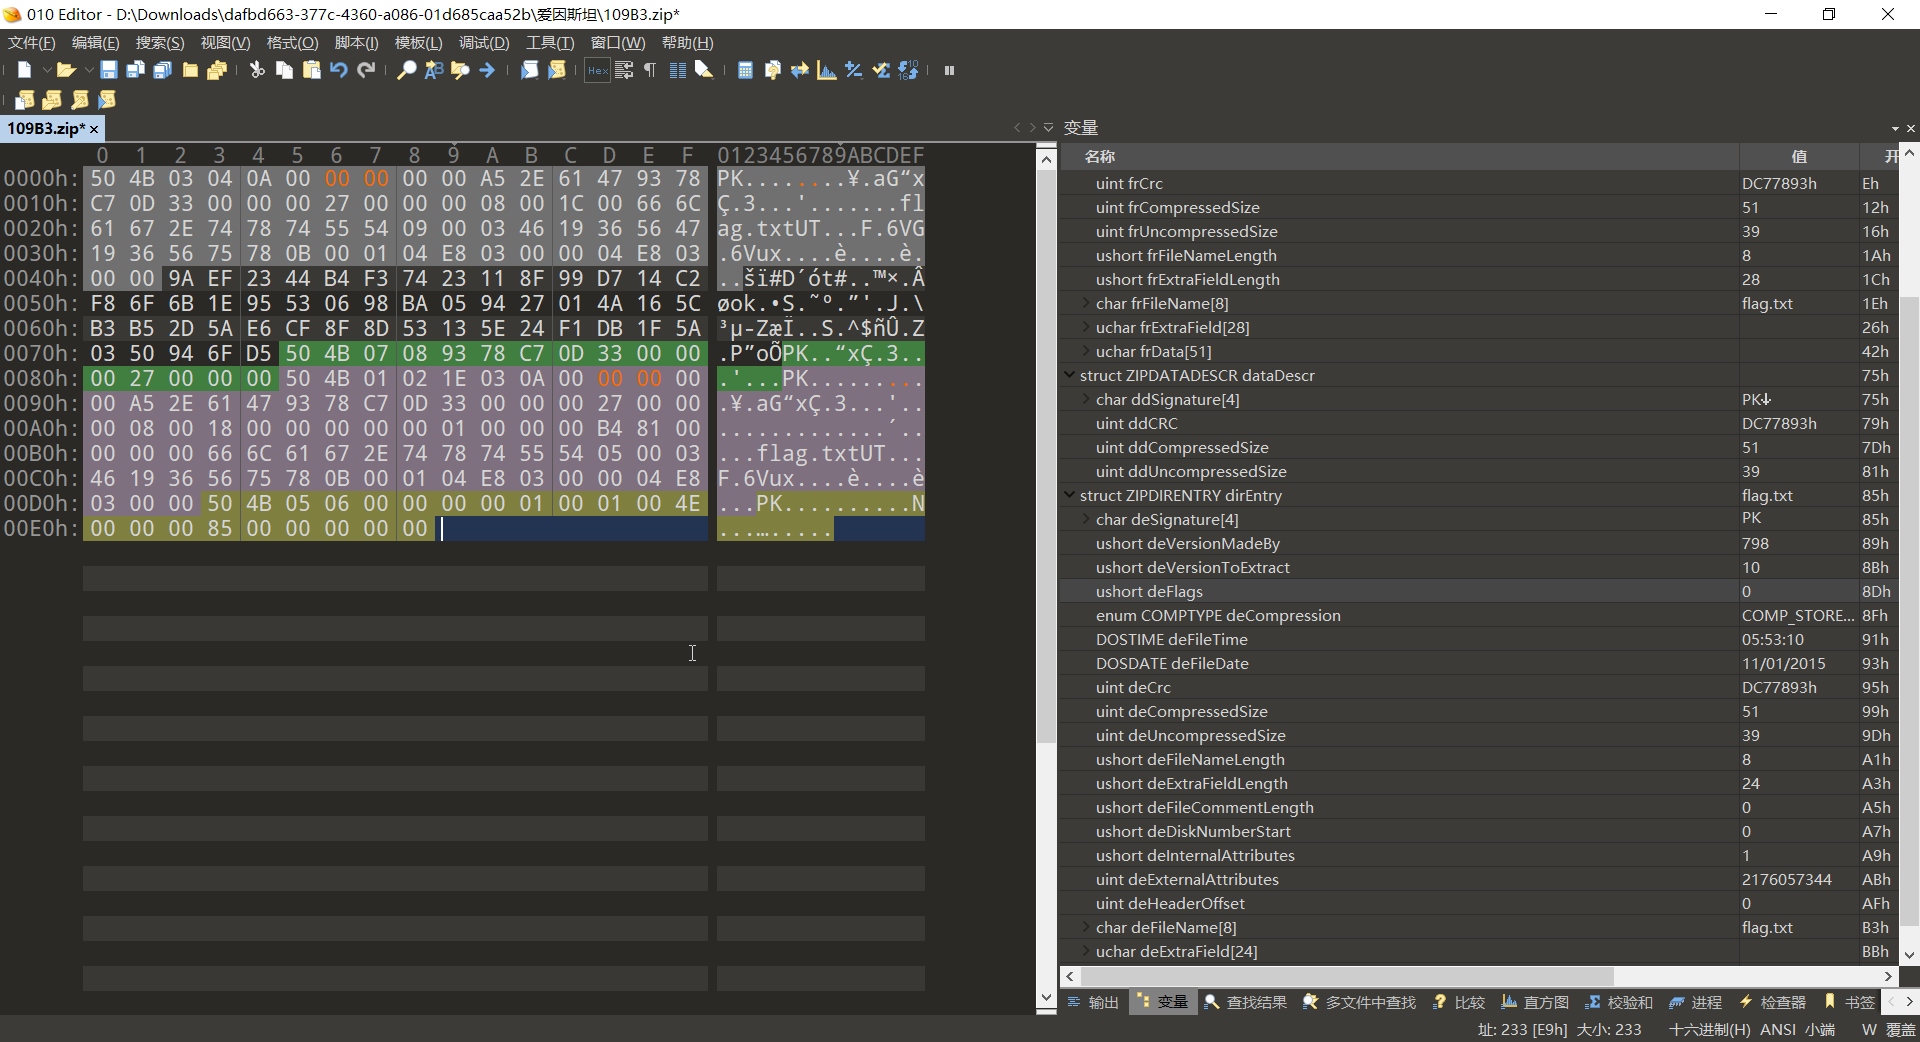 010 Editor - D:\Downloads\dafbd663-377c-4360-a086-01d685caa52b\爱因斯坦\109B3.zip*
文件(F) 编辑(E) 搜索(S) 视图(V) 格式(O) 脚本(I) 模板(L) 调试(D) 工具(T) 窗口(W) 帮助(H)
109B3.zip*
变量
0 1 2 3 4 5 6 7 8 9 A B C D E F 0123456789ABCDEF
0000h: 50 4B 03 04 0A 00 00 00 00 00 A5 2E 61 47 93 78 PK........¥.aG“x
0010h: C7 0D 33 00 00 00 27 00 00 00 08 00 1C 00 66 6C Ç.3...'.......fl
0020h: 61 67 2E 74 78 74 55 54 09 00 03 46 19 36 56 47 ag.txtUT...F.6VG
0030h: 19 36 56 75 78 0B 00 01 04 E8 03 00 00 04 E8 03 .6Vux....è....è.
0040h: 00 00 9A EF 23 44 B4 F3 74 23 11 8F 99 D7 14 C2 ..šï#D´ót#..™×.Â
0050h: F8 6F 6B 1E 95 53 06 98 BA 05 94 27 01 4A 16 5C øok.•S.˜º.”'.J.\
0060h: B3 B5 2D 5A E6 CF 8F 8D 53 13 5E 24 F1 DB 1F 5A ³µ-ZæÏ..S.^$ñÛ.Z
0070h: 03 50 94 6F D5 50 4B 07 08 93 78 C7 0D 33 00 00 .P”oÕPK..“xÇ.3..
0080h: 00 27 00 00 00 50 4B 01 02 1E 03 0A 00 00 00 00 .'...PK.........
0090h: 00 A5 2E 61 47 93 78 C7 0D 33 00 00 00 27 00 00 .¥.aG“xÇ.3...'..
00A0h: 00 08 00 18 00 00 00 00 00 01 00 00 00 B4 81 00 .............´..
00B0h: 00 00 00 66 6C 61 67 2E 74 78 74 55 54 05 00 03 ...flag.txtUT...
00C0h: 46 19 36 56 75 78 0B 00 01 04 E8 03 00 00 04 E8 F.6Vux....è....è
00D0h: 03 00 00 50 4B 05 06 00 00 00 00 01 00 01 00 4E ...PK..........N
00E0h: 00 00 00 85 00 00 00 00 00 ...….....
名称 值 开
uint frCrc DC77893h Eh
uint frCompressedSize 51 12h
uint frUncompressedSize 39 16h
ushort frFileNameLength 8 1Ah
ushort frExtraFieldLength 28 1Ch
char frFileName[8] flag.txt 1Eh
uchar frExtraField[28] 26h
uchar frData[51] 42h
struct ZIPDATADESCR dataDescr 75h
char ddSignature[4] PK 75h
uint ddCRC DC77893h 79h
uint ddCompressedSize 51 7Dh
uint ddUncompressedSize 39 81h
struct ZIPDIRENTRY dirEntry flag.txt 85h
char deSignature[4] PK 85h
ushort deVersionMadeBy 798 89h
ushort deVersionToExtract 10 8Bh
ushort deFlags 0 8Dh
enum COMPTYPE deCompression COMP_STORE... 8Fh
DOSTIME deFileTime 05:53:10 91h
DOSDATE deFileDate 11/01/2015 93h
uint deCrc DC77893h 95h
uint deCompressedSize 51 99h
uint deUncompressedSize 39 9Dh
ushort deFileNameLength 8 A1h
ushort deExtraFieldLength 24 A3h
ushort deFileCommentLength 0 A5h
ushort deDiskNumberStart 0 A7h
ushort deInternalAttributes 1 A9h
uint deExternalAttributes 2176057344 ABh
uint deHeaderOffset 0 AFh
char deFileName[8] flag.txt B3h
uchar deExtraField[24] BBh
输出 变量 查找结果 多文件中查找 比较 直方图 校验和 进程 检查器 书签
址: 233 [E9h] 大小: 233 十六进制(H) ANSI 小端 W 覆盖